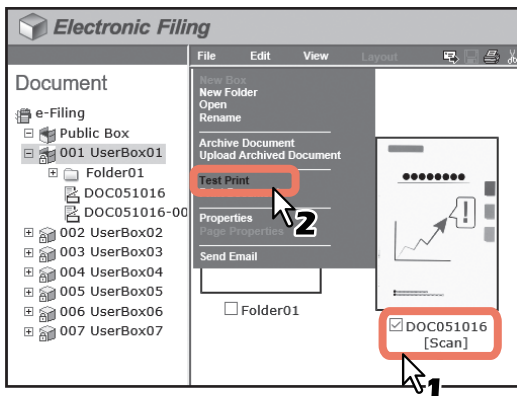 Electronic Filing
File Edit View Layout
Document
e-Filing
Public Box
001 UserBox01
Folder01
DOC051016
DOC051016-00
002 UserBox02
003 UserBox03
004 UserBox04
005 UserBox05
006 UserBox06
007 UserBox07
New Box
New Folder
Open
Rename
Archive Document
Upload Archived Document
Test Print
Properties
Page Properties
Send Email
2
Folder01
!
DOC051016
[Scan]
1